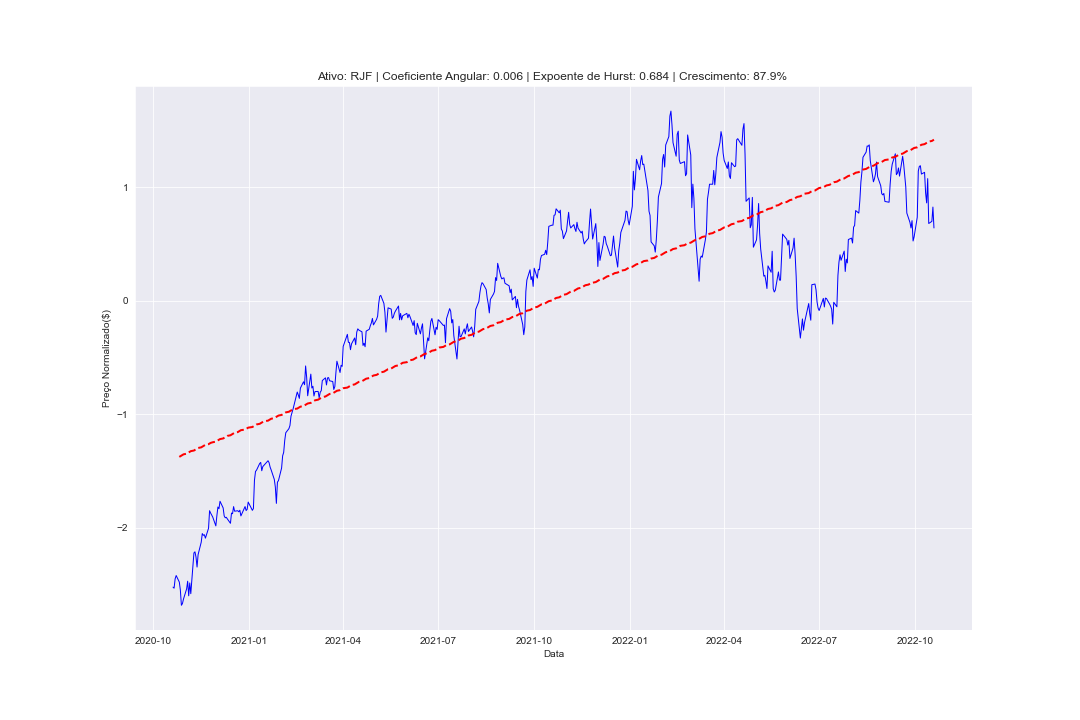 Ativo: RJF | Coeficiente Angular: 0.006 | Expoente de Hurst: 0.684 | Crescimento: 87.9%
Preço Normalizado($)
1
0
−1
−2
2020-10 2021-01 2021-04 2021-07 2021-10 2022-01 2022-04 2022-07 2022-10
Data